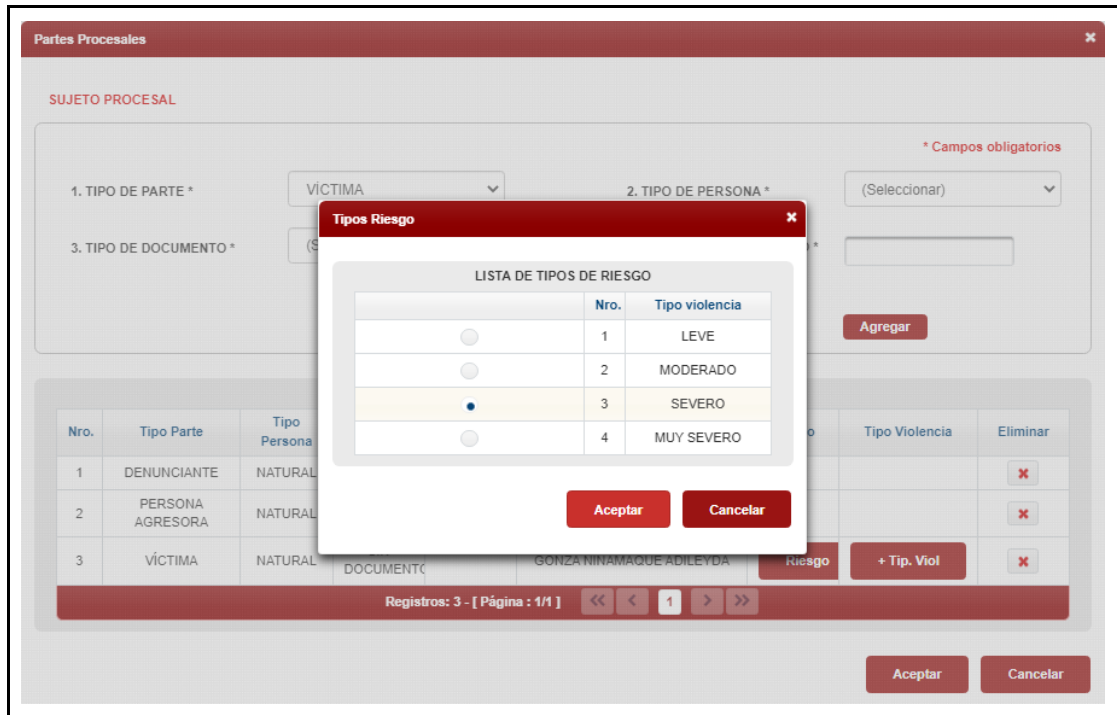 Partes Procesales
SUJETO PROCESAL
* Campos obligatorios
1. TIPO DE PARTE * VÍCTIMA 2. TIPO DE PERSONA * (Seleccionar)
Tipos Riesgo
3. TIPO DE DOCUMENTO *
LISTA DE TIPOS DE RIESGO
Nro. Tipo violencia
1 LEVE
Agregar
2 MODERADO
3 SEVERO
4 MUY SEVERO
Nro. Tipo Parte Tipo Persona Tipo Violencia Eliminar
1 DENUNCIANTE NATURAL
2 PERSONA AGRESORA NATURAL
Aceptar Cancelar
3 VÍCTIMA NATURAL GONZA NINAMAQUE ADILEYDA Riesgo + Tip. Viol
Registros: 3 - [ Página : 1/1 ] << < 1 > >>
Aceptar Cancelar